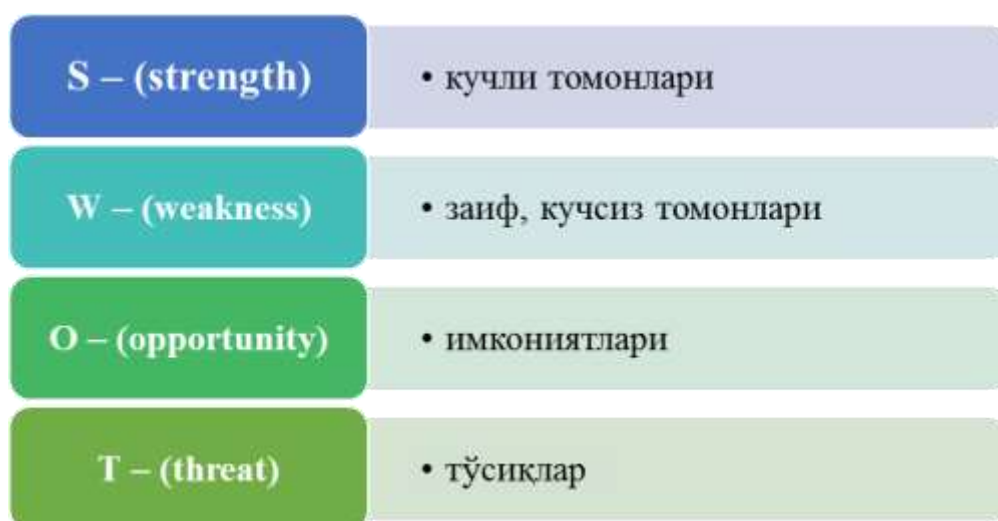 S – (strength)
• кучли томонлари
W – (weakness)
• заиф, кучсиз томонлари
O – (opportunity)
• имкониятлари
T – (threat)
• тўсиқлар